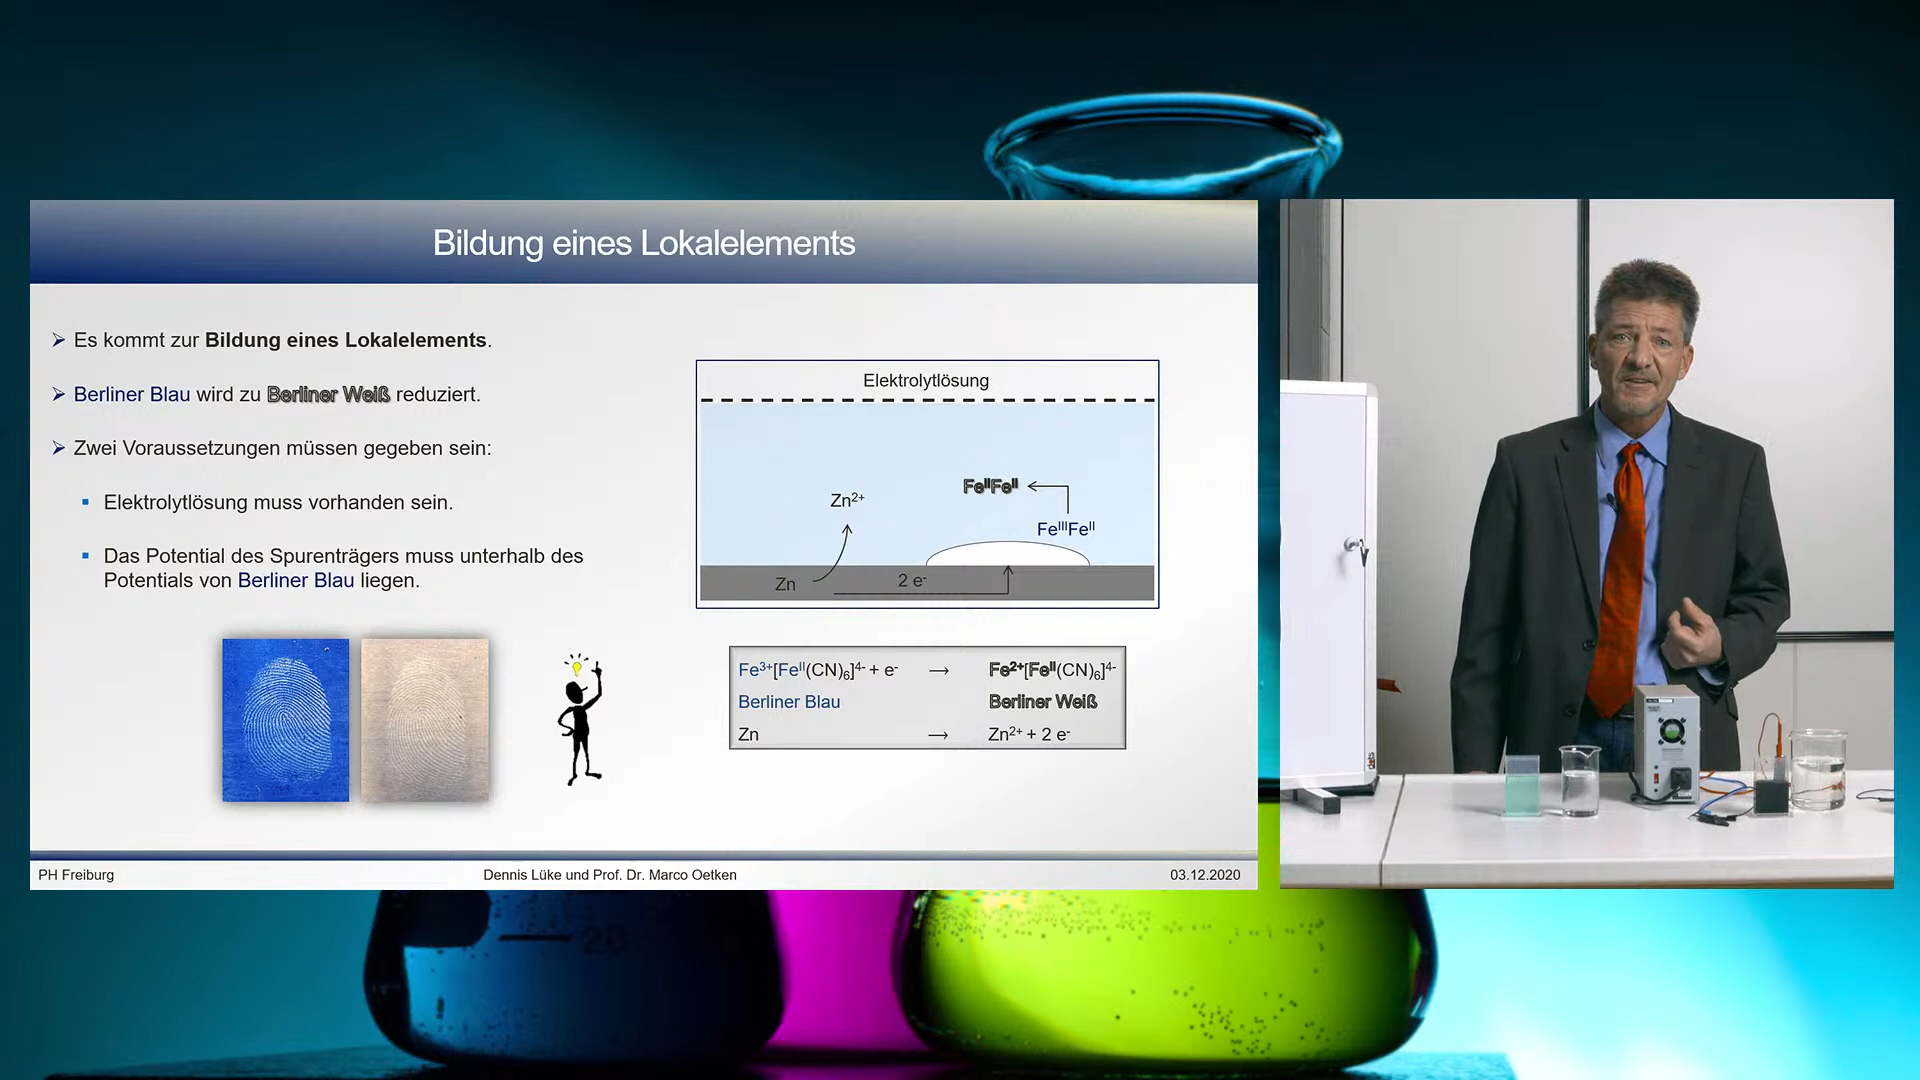 Bildung eines Lokalelements
Es kommt zur Bildung eines Lokalelements.
Berliner Blau wird zu Berliner Weiß reduziert.
Zwei Voraussetzungen müssen gegeben sein:
Elektrolytlösung muss vorhanden sein.
Das Potential des Spurenträgers muss unterhalb des
Potentials von Berliner Blau liegen.
Elektrolytlösung
Zn²⁺
FeᴵᴵFeᴵᴵ
FeᴵᴵᴵFeᴵᴵ
Zn
2 e⁻
Fe³⁺[Feᴵᴵ(CN)₆]⁴⁻ + e⁻ → Fe²⁺[Feᴵᴵ(CN)₆]⁴⁻
Berliner Blau Berliner Weiß
Zn → Zn²⁺ + 2 e⁻
PH Freiburg
Dennis Lüke und Prof. Dr. Marco Oetken
03.12.2020
20